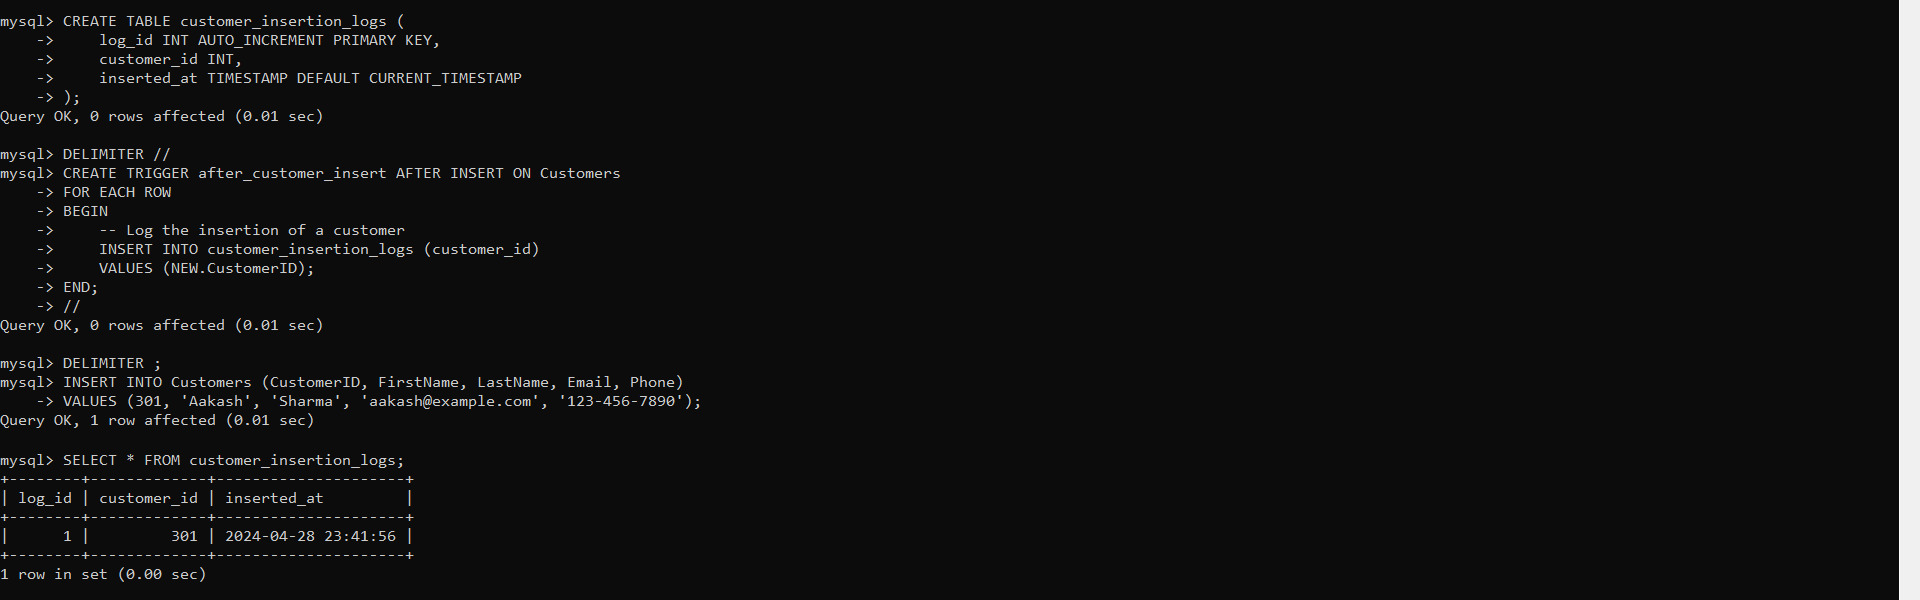 mysql> CREATE TABLE customer_insertion_logs (
    ->     log_id INT AUTO_INCREMENT PRIMARY KEY,
    ->     customer_id INT,
    ->     inserted_at TIMESTAMP DEFAULT CURRENT_TIMESTAMP
    -> );
Query OK, 0 rows affected (0.01 sec)

mysql> DELIMITER //
mysql> CREATE TRIGGER after_customer_insert AFTER INSERT ON Customers
    -> FOR EACH ROW
    -> BEGIN
    ->     -- Log the insertion of a customer
    ->     INSERT INTO customer_insertion_logs (customer_id)
    ->     VALUES (NEW.CustomerID);
    -> END;
    -> //
Query OK, 0 rows affected (0.01 sec)

mysql> DELIMITER ;
mysql> INSERT INTO Customers (CustomerID, FirstName, LastName, Email, Phone)
    -> VALUES (301, 'Aakash', 'Sharma', 'aakash@example.com', '123-456-7890');
Query OK, 1 row affected (0.01 sec)

mysql> SELECT * FROM customer_insertion_logs;
+--------+-------------+---------------------+
| log_id | customer_id | inserted_at         |
+--------+-------------+---------------------+
|      1 |         301 | 2024-04-28 23:41:56 |
+--------+-------------+---------------------+
1 row in set (0.00 sec)